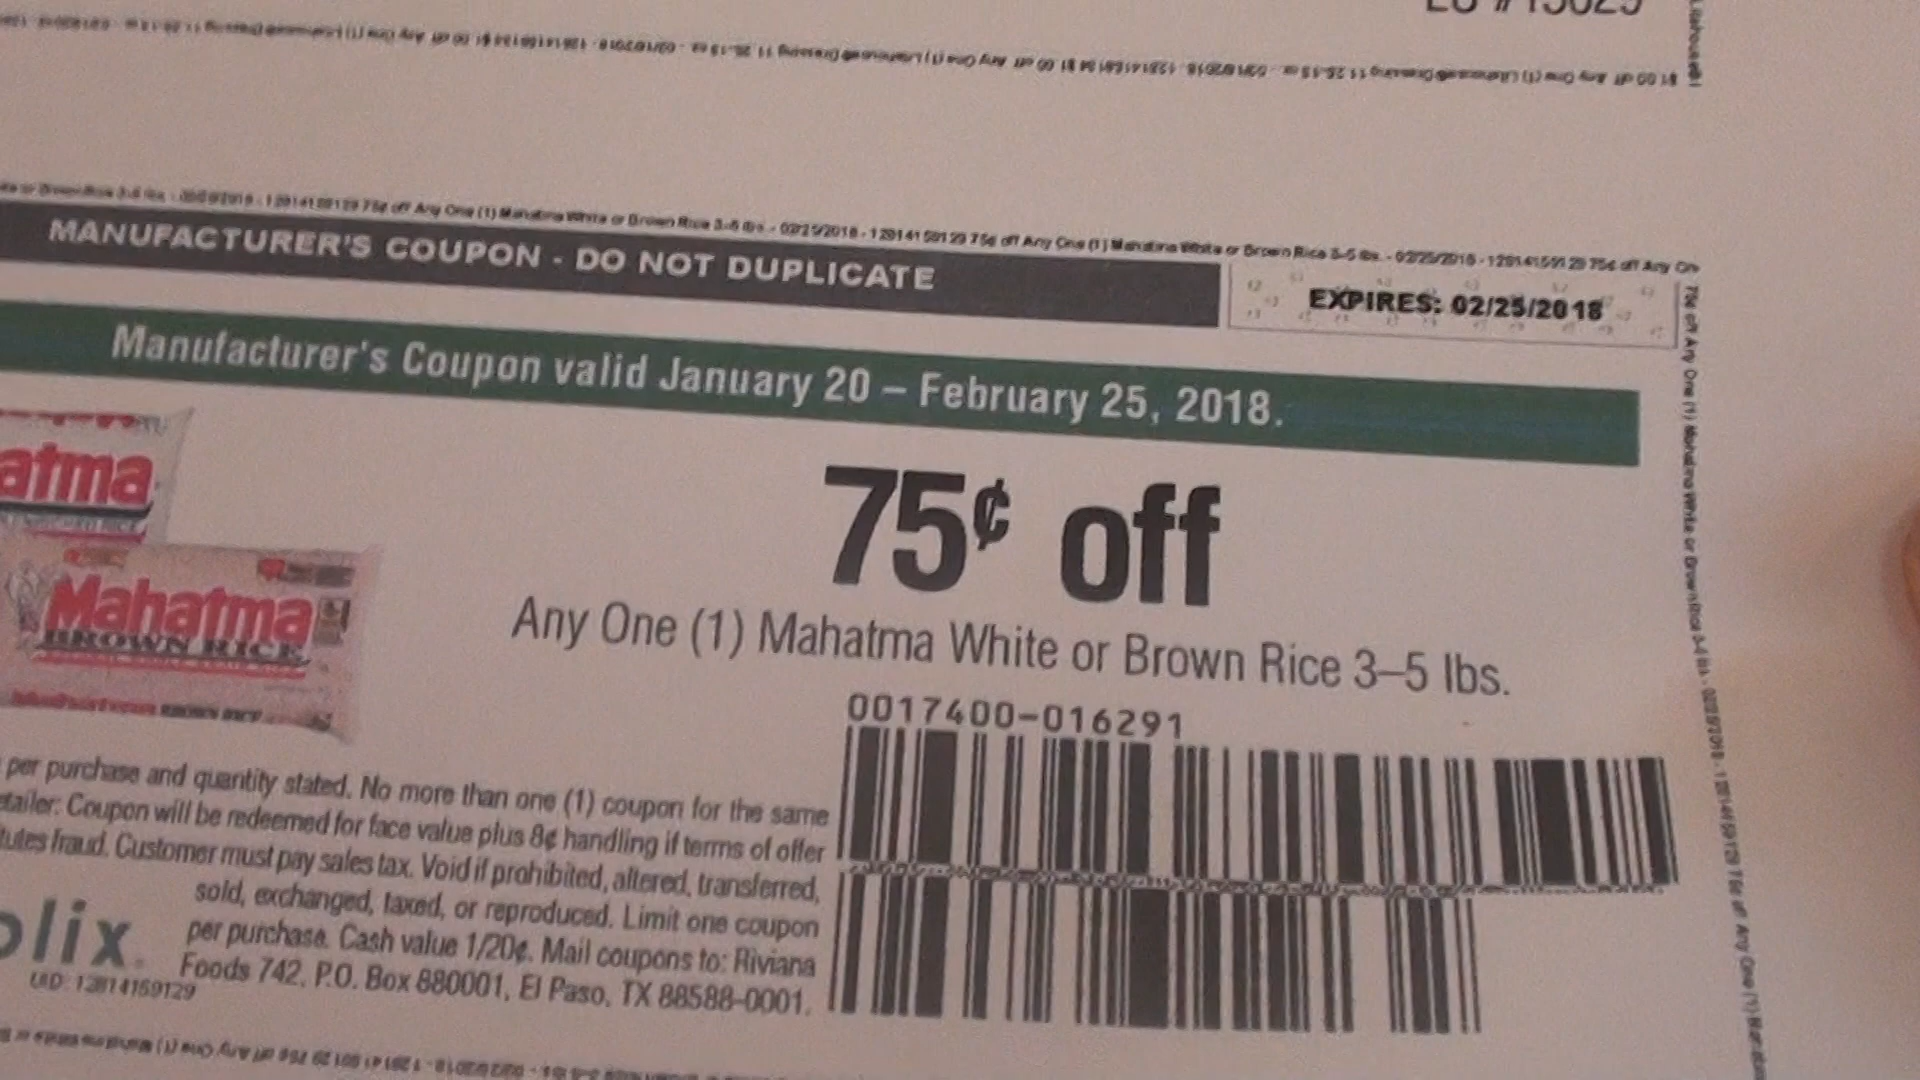 MANUFACTURER'S COUPON - DO NOT DUPLICATE
EXPIRES: 02/25/2018
Manufacturer's Coupon valid January 20 – February 25, 2018.
75¢ off
Any One (1) Mahatma White or Brown Rice 3–5 lbs.
atma
Mahatma
BROWN RICE
0017400-016291
per purchase and quantity stated. No more than one (1) coupon for the same
etailer. Coupon will be redeemed for face value plus 8¢ handling if terms of offer
tutes fraud. Customer must pay sales tax. Void if prohibited, altered, transferred,
sold, exchanged, taxed, or reproduced. Limit one coupon
per purchase. Cash value 1/20¢. Mail coupons to: Riviana
Foods 742, P.O. Box 880001, El Paso, TX 88588-0001.
olix.
UID: 12814159129